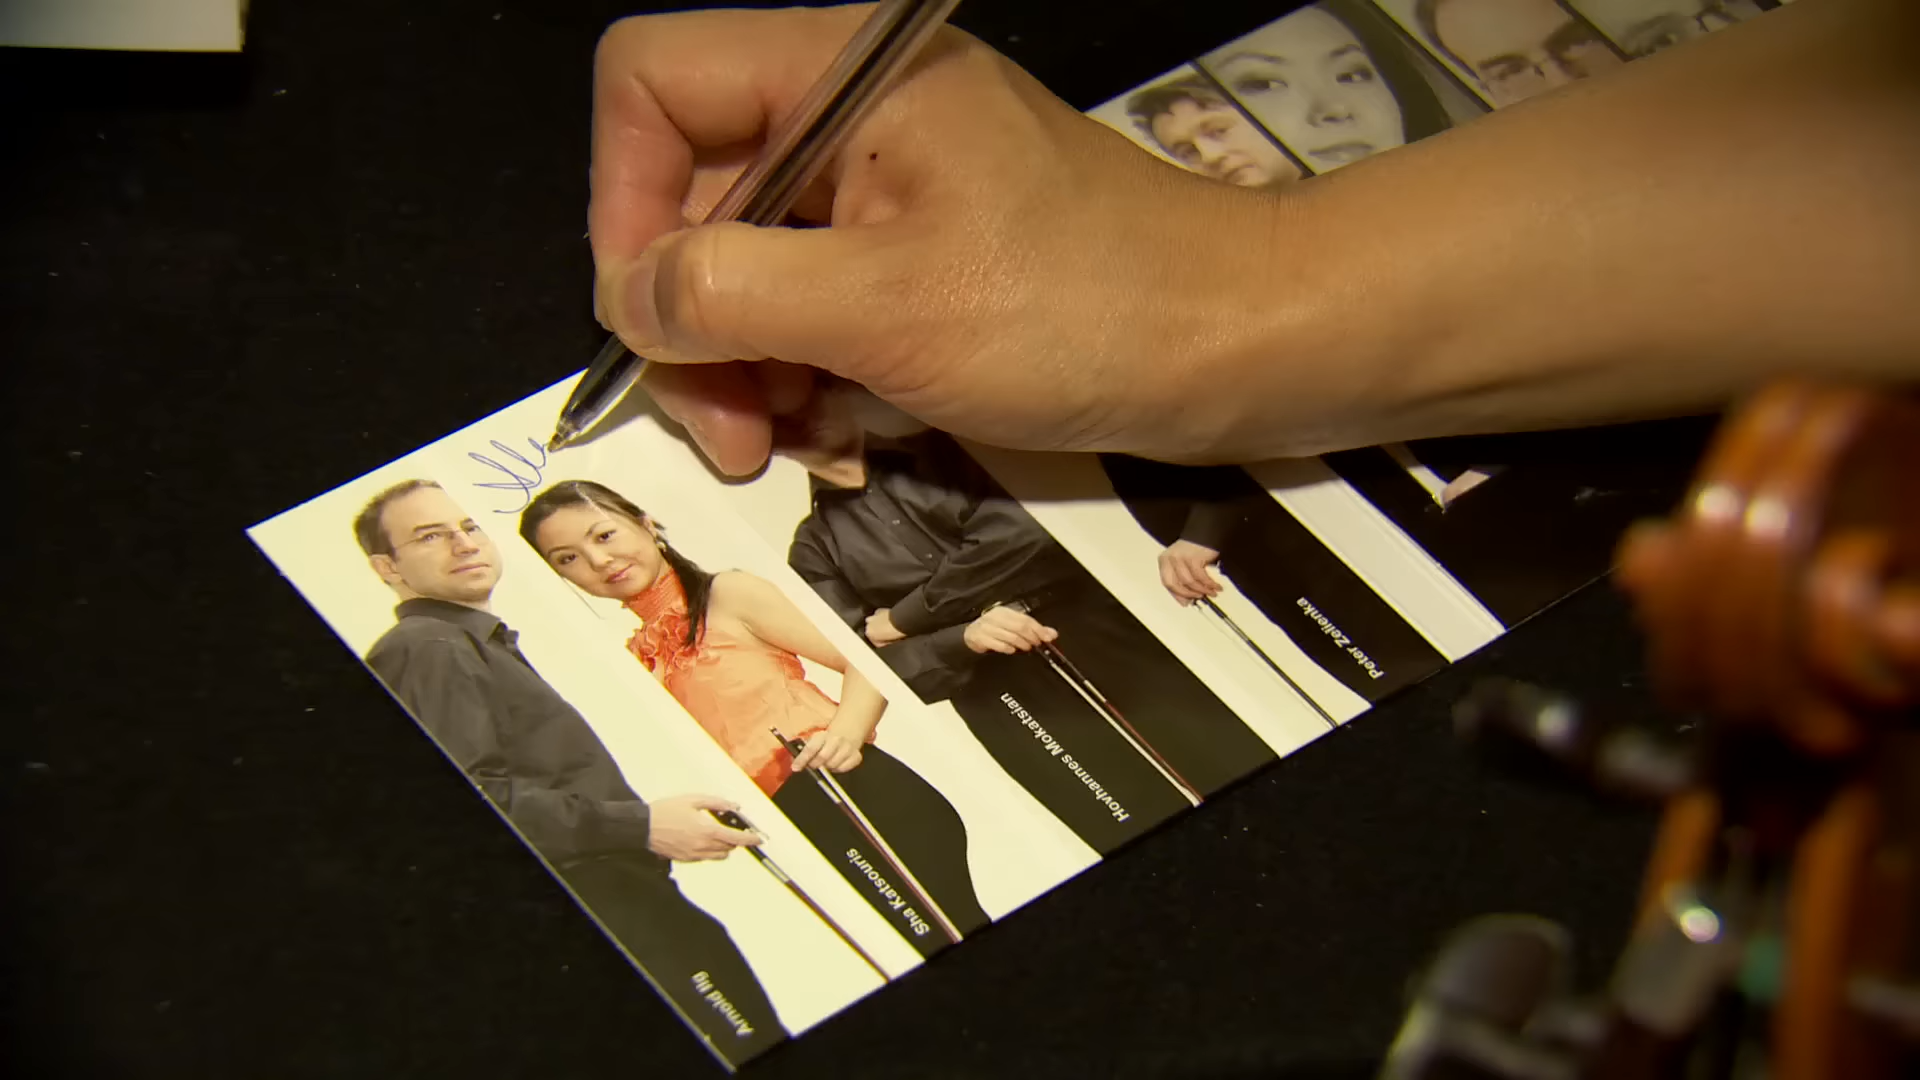 Arnold Ilg
Sha Katsouris
Hovhannes Mokatsian
Peter Zelienka